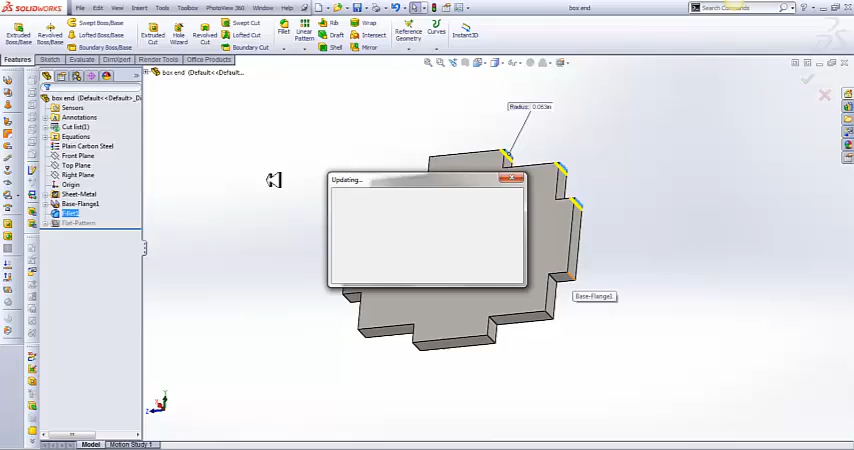 SOLIDWORKS
File Edit View Insert Tools Toolbox PhotoView 360 Window Help
box end
Search Commands
Extruded Boss/Base
Revolved Boss/Base
Swept Boss/Base
Lofted Boss/Base
Boundary Boss/Base
Extruded Cut
Hole Wizard
Revolved Cut
Swept Cut
Lofted Cut
Boundary Cut
Fillet
Linear Pattern
Rib
Draft
Shell
Wrap
Intersect
Mirror
Reference Geometry
Curves
Instant3D
Features Sketch Evaluate DimXpert Render Tools Office Products
box end (Default<<Default...
box end (Default<<Default>_Di
Sensors
Annotations
Cut list(1)
Equations
Plain Carbon Steel
Front Plane
Top Plane
Right Plane
Origin
Sheet-Metal
Base-Flange1
Fillet1
Flat-Pattern
Radius: 0.083in
Updating...
Base-Flange1
Y
Z
Model Motion Study 1